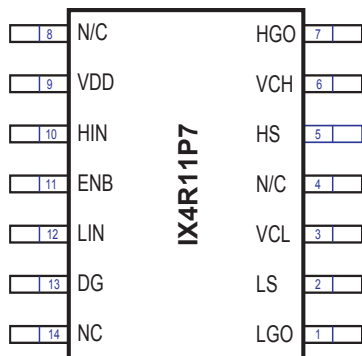 8 N/C HGO 7
9 VDD VCH 6
10 HIN HS 5
11 ENB N/C 4
12 LIN VCL 3
13 DG LS 2
14 NC LGO 1
IX4R11P7